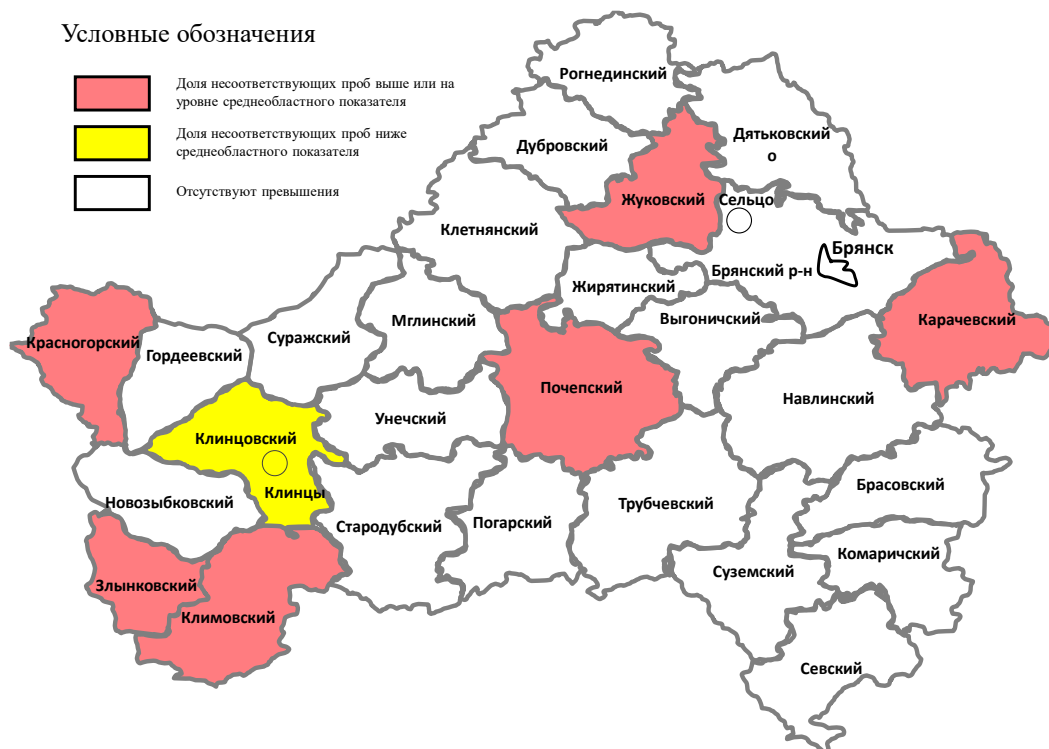 Условные обозначения
Доля несоответствующих проб выше или на
уровне среднеобластного показателя
Доля несоответствующих проб ниже
среднеобластного показателя
Отсутствуют превышения
Рогнединский
Дубровский
Дятьковский
о
Жуковский
Сельцо
Клетнянский
Брянск
Брянский р-н
Жирятинский
Выгоничский
Карачевский
Мглинский
Суражский
Красногорский
Гордеевский
Почепский
Навлинский
Унечский
Клинцовский
Клинцы
Новозыбковский
Стародубский
Погарский
Трубчевский
Брасовский
Комаричский
Суземский
Злынковский
Климовский
Севский